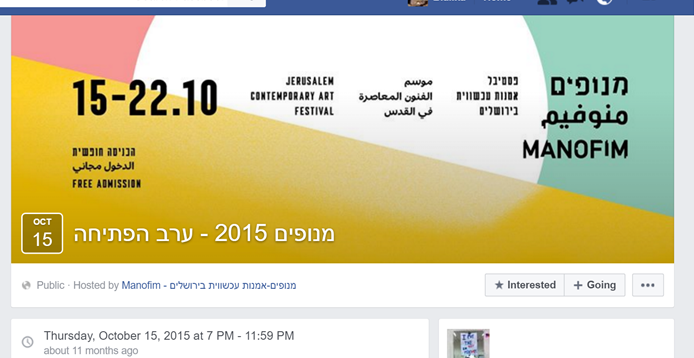 15-22.10
JERUSALEM
CONTEMPORARY ART
FESTIVAL
موسم
الفنون المعاصرة
في القدس
פסטיבל
אמנות עכשווית
בירושלים
מנופים
منوفيم
MANOFIM
הכניסה חופשית
الدخول مجاني
FREE ADMISSION
OCT
15
מנופים 2015 - ערב הפתיחה
Public · Hosted by Manofim - מנופים-אמנות עכשווית בירושלים
Interested
Going
Thursday, October 15, 2015 at 7 PM - 11:59 PM
about 11 months ago